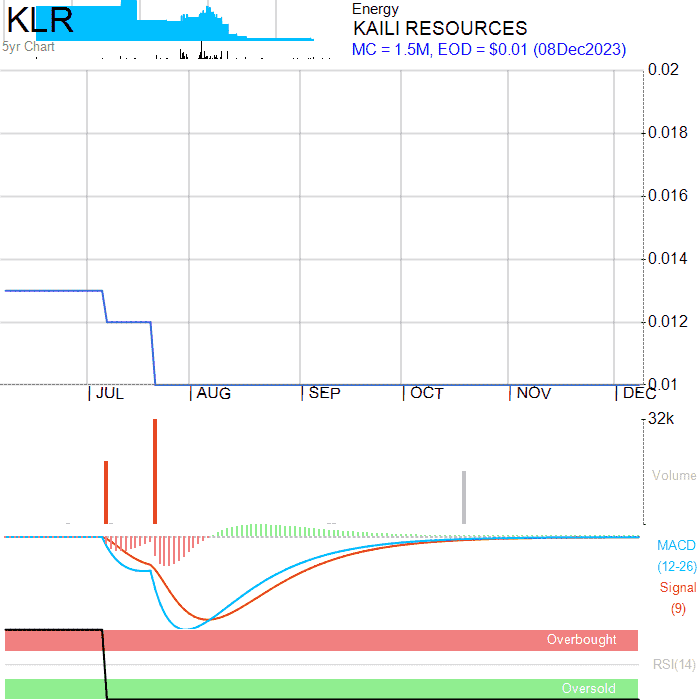 KLR
5yr Chart
Energy
KAILI RESOURCES
MC = 1.5M, EOD = $0.01 (08Dec2023)
0.02
0.018
0.016
0.014
0.012
0.01
JUL AUG SEP OCT NOV DEC
32k
Volume
MACD
(12-26)
Signal
(9)
Overbought
RSI(14)
Oversold